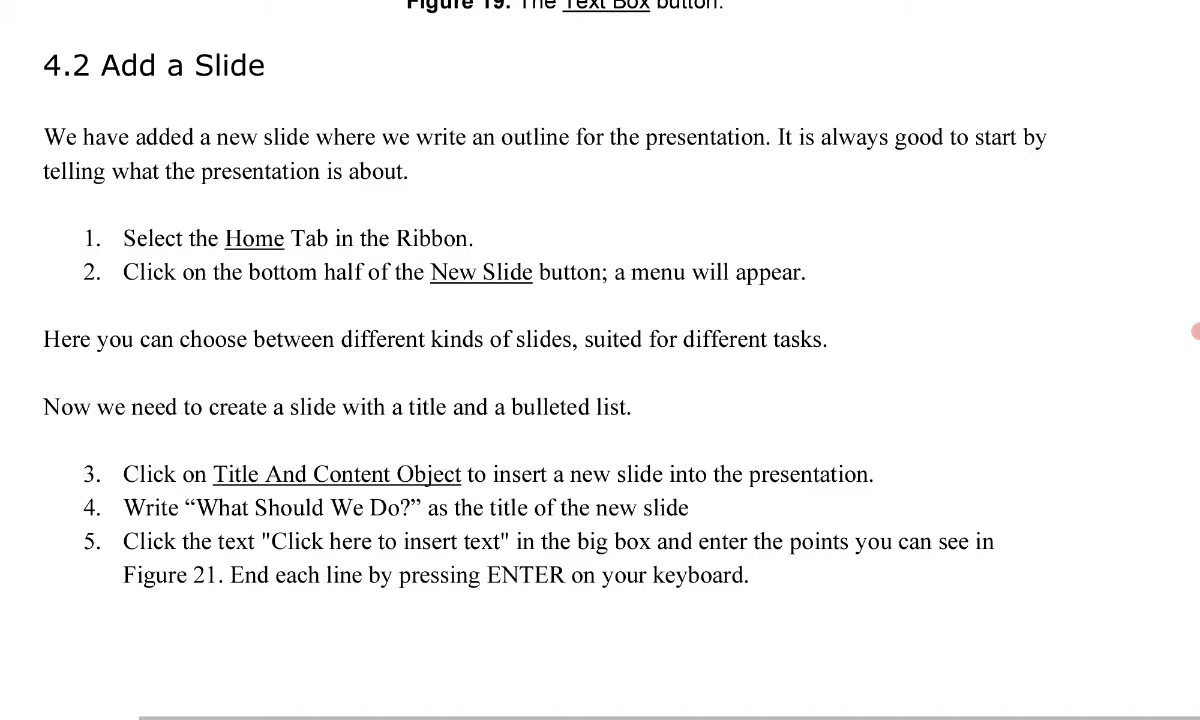 Figure 19. The Text Box button.
4.2 Add a Slide
We have added a new slide where we write an outline for the presentation. It is always good to start by
telling what the presentation is about.
1. Select the Home Tab in the Ribbon.
2. Click on the bottom half of the New Slide button; a menu will appear.
Here you can choose between different kinds of slides, suited for different tasks.
Now we need to create a slide with a title and a bulleted list.
3. Click on Title And Content Object to insert a new slide into the presentation.
4. Write “What Should We Do?” as the title of the new slide
5. Click the text "Click here to insert text" in the big box and enter the points you can see in
Figure 21. End each line by pressing ENTER on your keyboard.